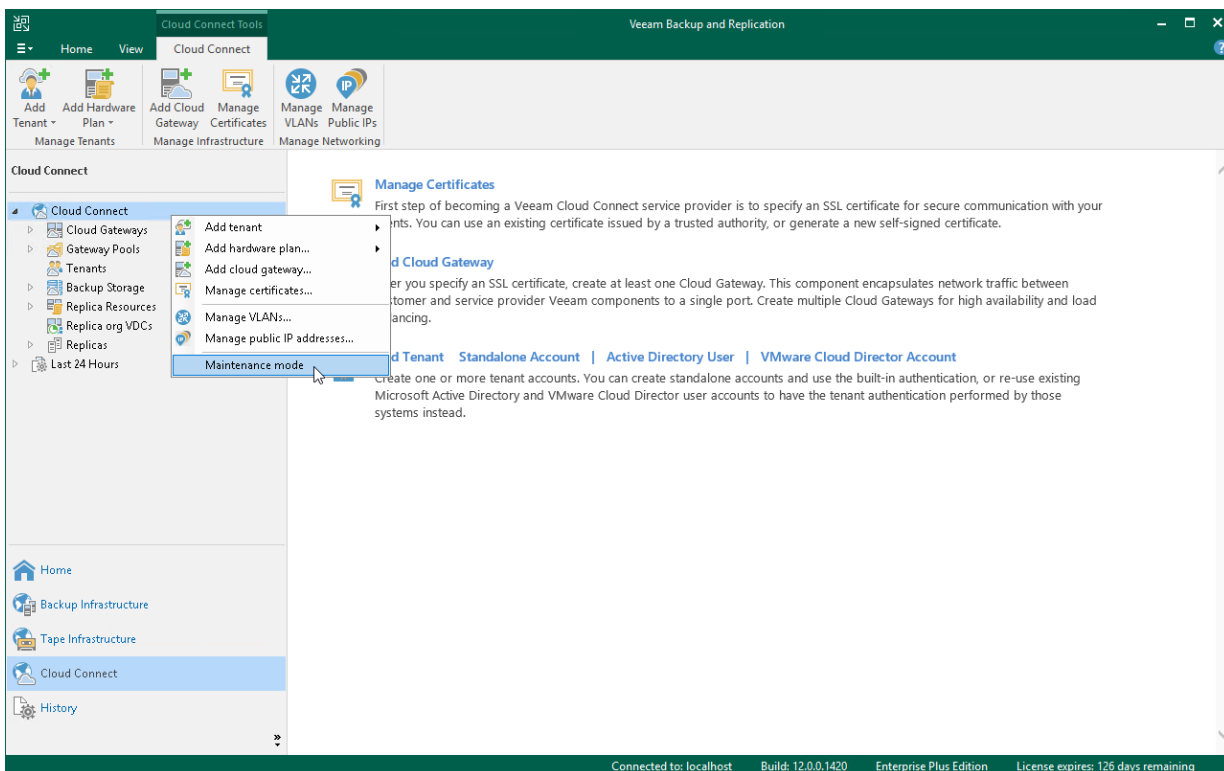 Cloud Connect Tools
Veeam Backup and Replication
Home View Cloud Connect
Add Tenant
Add Hardware Plan
Add Cloud Gateway
Manage Certificates
Manage VLANs
Manage Public IPs
Manage Tenants
Manage Infrastructure
Manage Networking
Cloud Connect
Cloud Connect
Cloud Gateways
Gateway Pools
Tenants
Backup Storage
Replica Resources
Replica org VDCs
Replicas
Last 24 Hours
Add tenant
Add hardware plan...
Add cloud gateway...
Manage certificates...
Manage VLANs...
Manage public IP addresses...
Maintenance mode
Manage Certificates
First step of becoming a Veeam Cloud Connect service provider is to specify an SSL certificate for secure communication with your
ents. You can use an existing certificate issued by a trusted authority, or generate a new self-signed certificate.
d Cloud Gateway
er you specify an SSL certificate, create at least one Cloud Gateway. This component encapsulates network traffic between
stomer and service provider Veeam components to a single port. Create multiple Cloud Gateways for high availability and load
ancing.
d Tenant Standalone Account | Active Directory User | VMware Cloud Director Account
Create one or more tenant accounts. You can create standalone accounts and use the built-in authentication, or re-use existing
Microsoft Active Directory and VMware Cloud Director user accounts to have the tenant authentication performed by those
systems instead.
Home
Backup Infrastructure
Tape Infrastructure
Cloud Connect
History
Connected to: localhost Build: 12.0.0.1420 Enterprise Plus Edition License expires: 126 days remaining